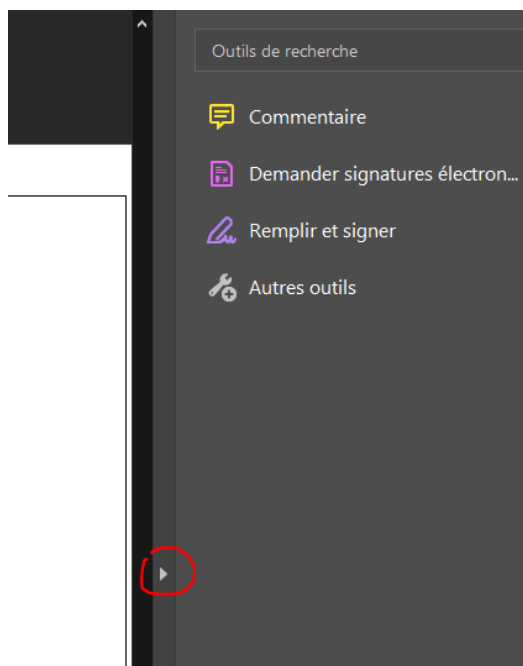 Outils de recherche
Commentaire
Demander signatures électron...
Remplir et signer
Autres outils